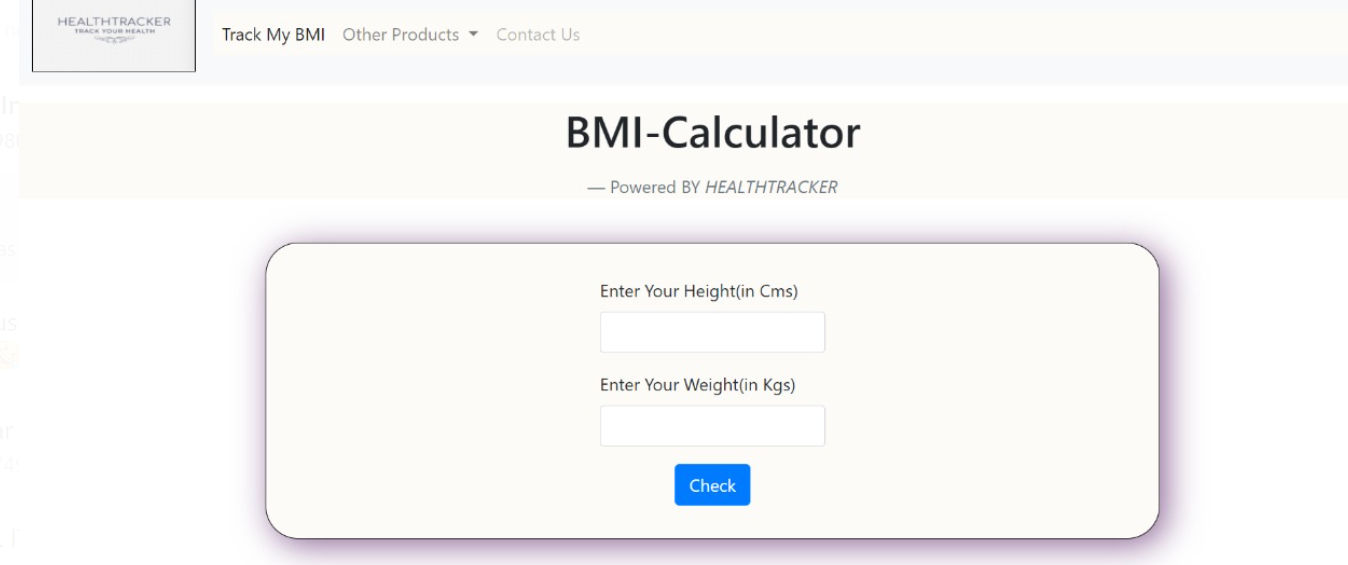 HEALTHTRACKER
TRACK YOUR HEALTH
Track My BMI Other Products Contact Us
BMI-Calculator
— Powered BY HEALTHTRACKER
Enter Your Height(in Cms)
Enter Your Weight(in Kgs)
Check